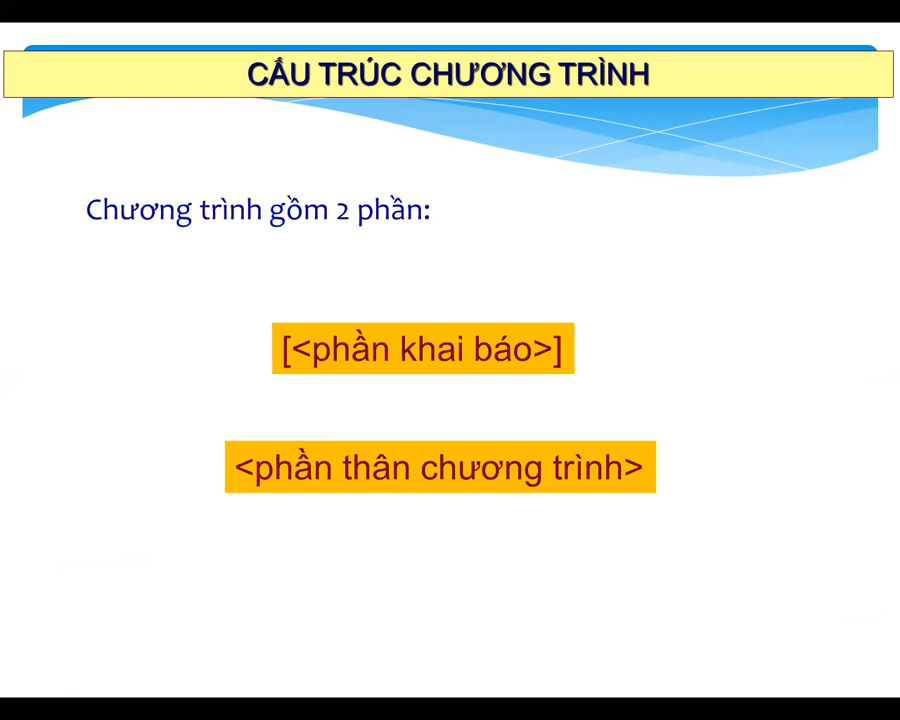 CẤU TRÚC CHƯƠNG TRÌNH
Chương trình gồm 2 phần:
[<phần khai báo>]
<phần thân chương trình>